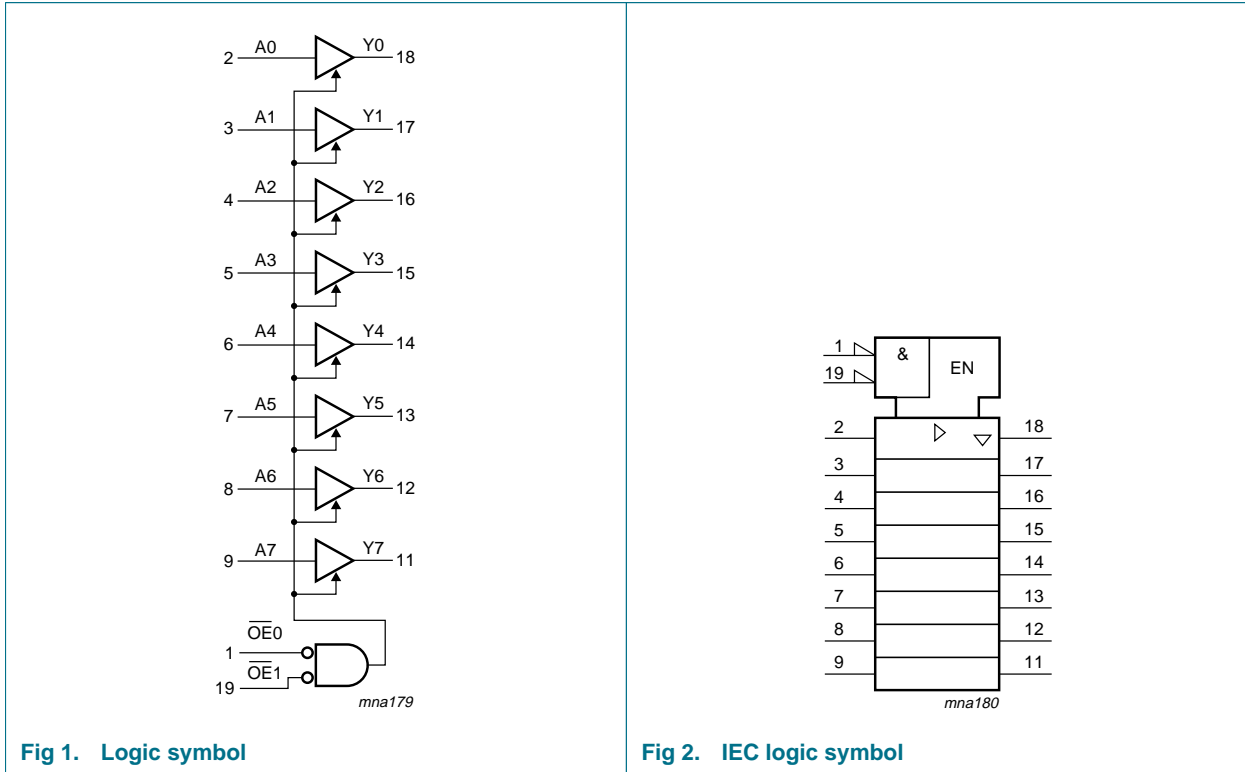 A0 Y0
2 18
A1 Y1
3 17
A2 Y2
4 16
A3 Y3
5 15
A4 Y4
6 14
A5 Y5
7 13
A6 Y6
8 12
A7 Y7
9 11
O̅E̅0
1
O̅E̅1
19
mna179
Fig 1. Logic symbol
1 &
19 EN
2 18
3 17
4 16
5 15
6 14
7 13
8 12
9 11
mna180
Fig 2. IEC logic symbol